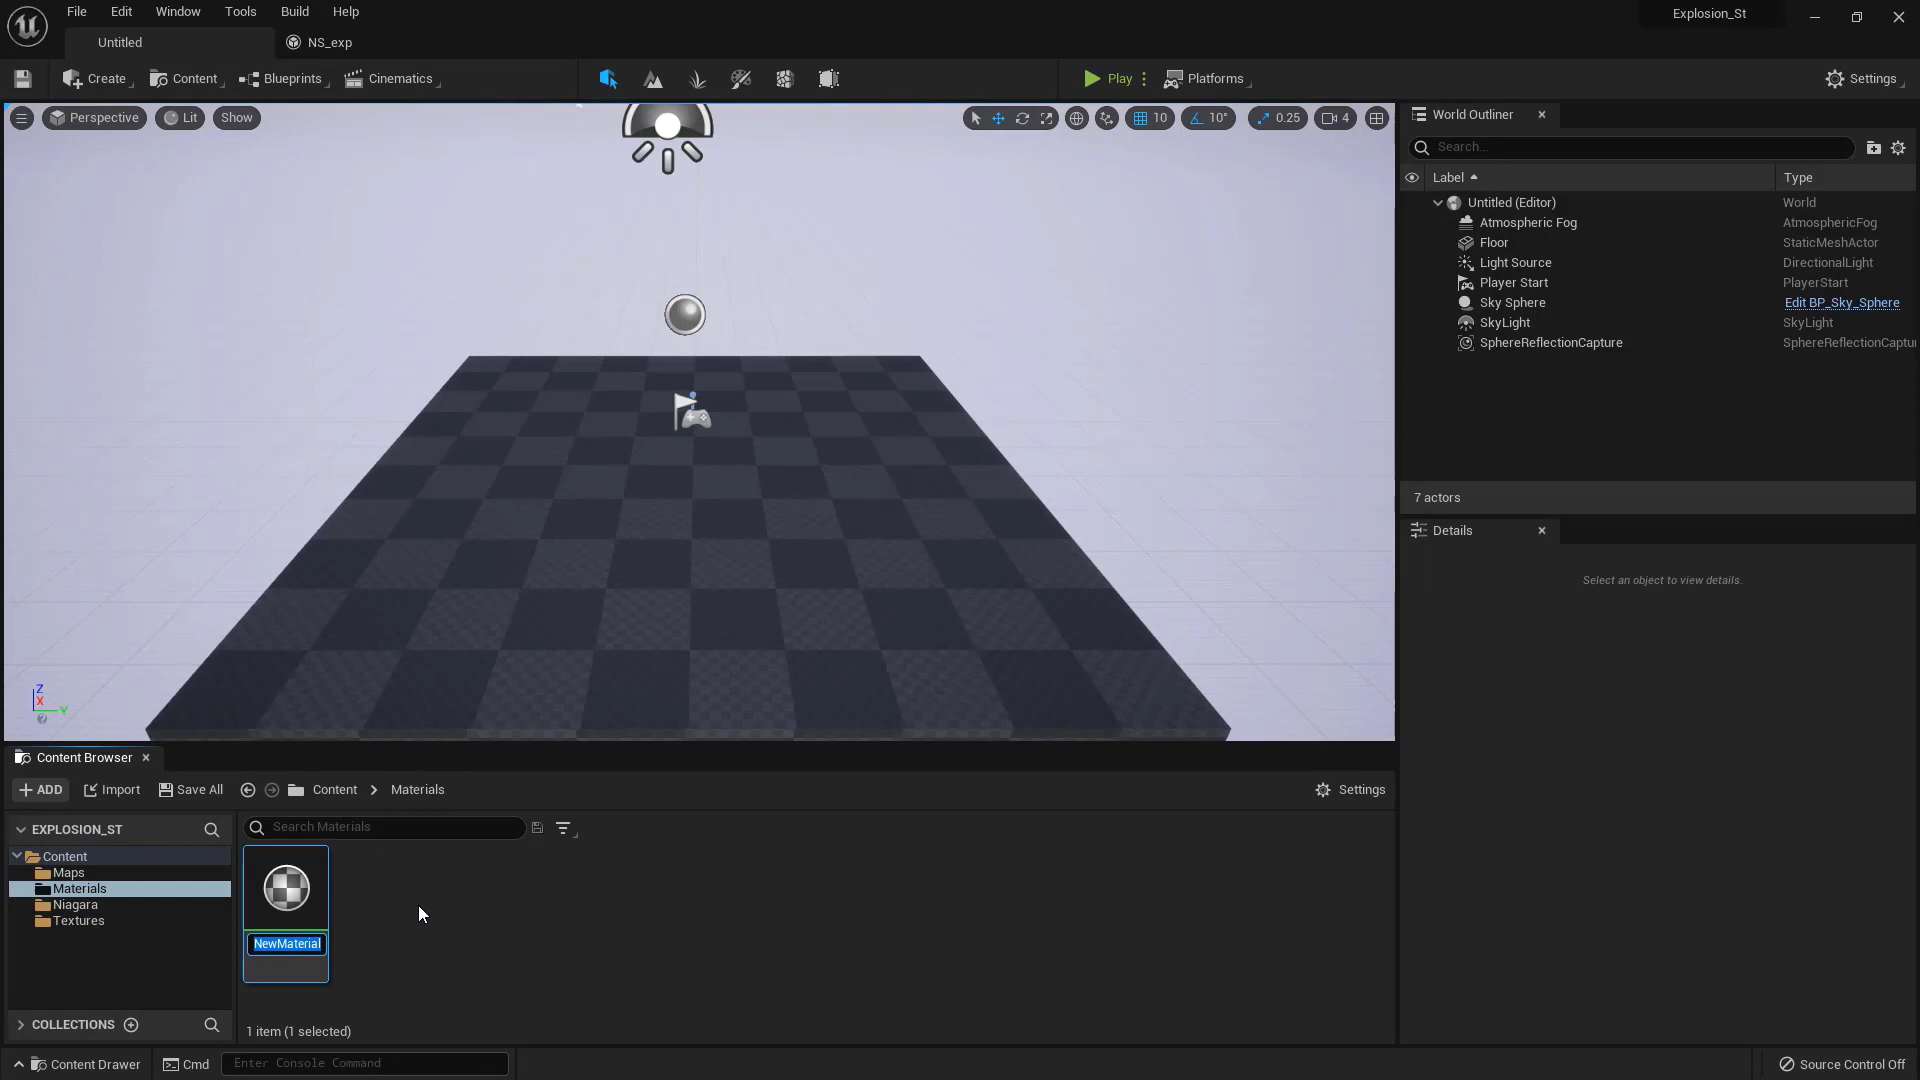 File Edit Window Tools Build Help
Explosion_St
Untitled
NS_exp
Create Content Blueprints Cinematics
Play Platforms
Settings
Perspective Lit Show
10 10° 0.25 4
World Outliner
Search...
Label Type
Untitled (Editor) World
Atmospheric Fog AtmosphericFog
Floor StaticMeshActor
Light Source DirectionalLight
Player Start PlayerStart
Sky Sphere Edit BP_Sky_Sphere
SkyLight SkyLight
SphereReflectionCapture SphereReflectionCaptu
7 actors
Details
Select an object to view details.
Z
X
Y
?
Content Browser
ADD Import Save All Content Materials
Settings
EXPLOSION_ST
Search Materials
Content
Maps
Materials
Niagara
Textures
NewMaterial
COLLECTIONS
1 item (1 selected)
Content Drawer Cmd Enter Console Command
Source Control Off